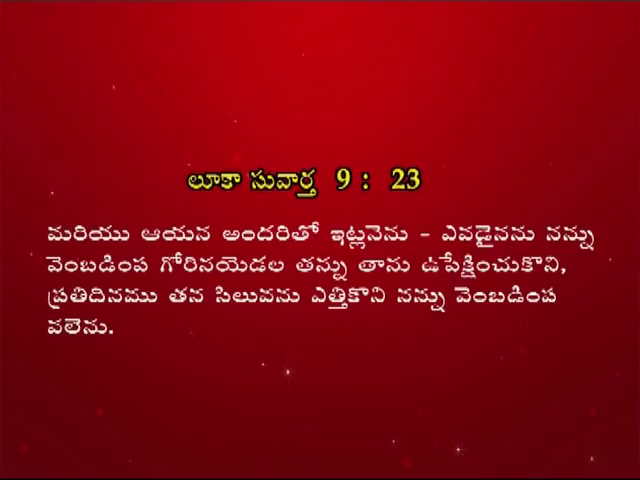 లూకా సువార్త 9 : 23
మరియు ఆయన అందరితో ఇట్లనెను - ఎవడైనను నన్ను
వెంబడింప గోరినయెడల తన్ను తాను ఉపేక్షించుకొని,
ప్రతిదినము తన సిలువను ఎత్తికొని నన్ను వెంబడింప
వలెను.